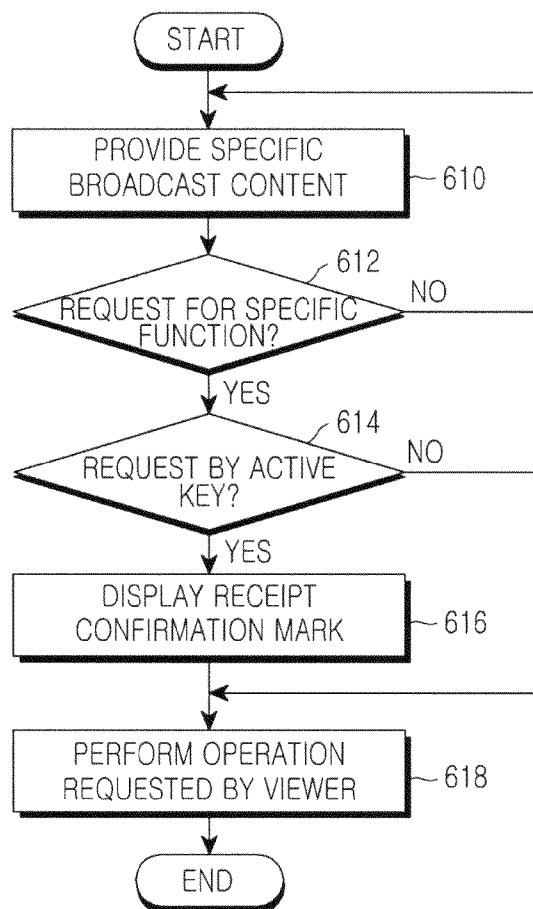 START
PROVIDE SPECIFIC
BROADCAST CONTENT
610
612
REQUEST FOR SPECIFIC
FUNCTION?
NO
YES
614
REQUEST BY ACTIVE
KEY?
NO
YES
DISPLAY RECEIPT
CONFIRMATION MARK
616
PERFORM OPERATION
REQUESTED BY VIEWER
618
END